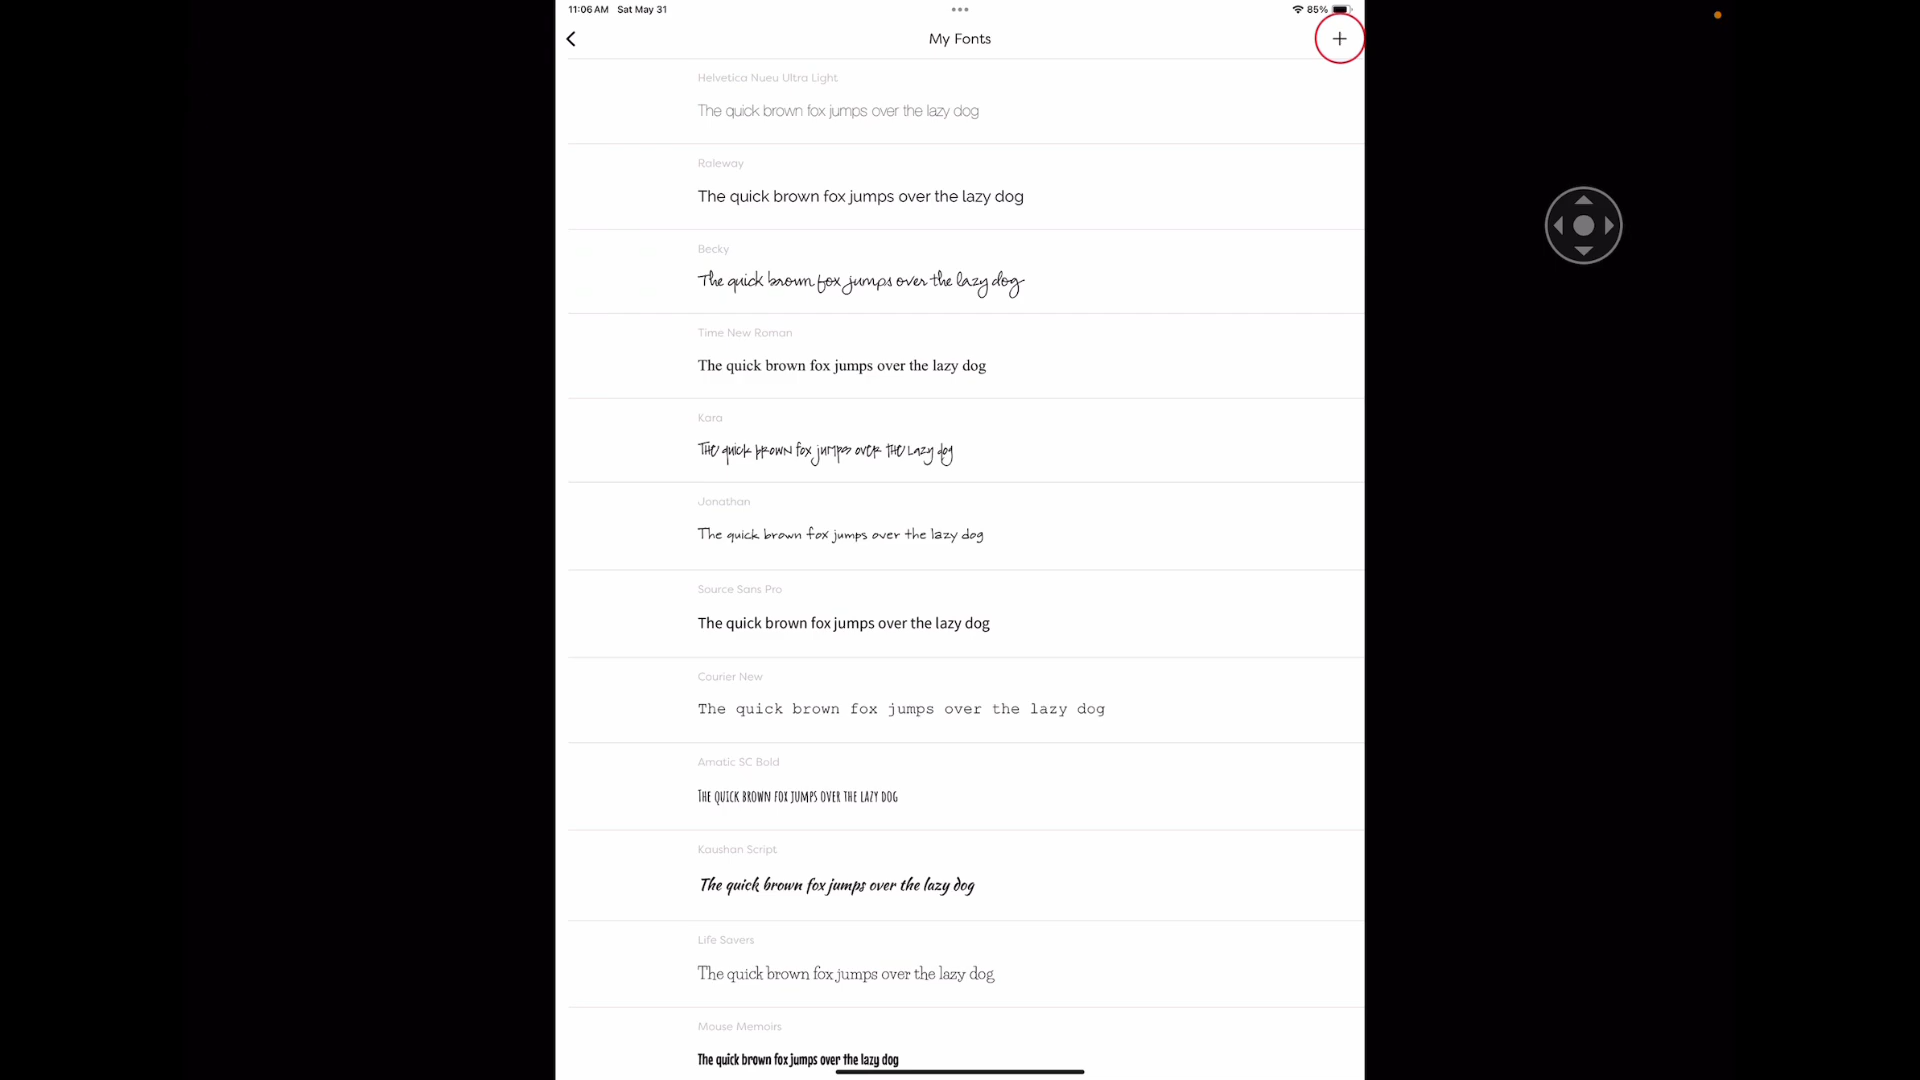 11:06 AM Sat May 31
85%
My Fonts
Helvetica Nueu Ultra Light
The quick brown fox jumps over the lazy dog
Raleway
The quick brown fox jumps over the lazy dog
Becky
The quick brown fox jumps over the lazy dog
Time New Roman
The quick brown fox jumps over the lazy dog
Kara
THE quick brown fox jumps over THE Lazy dog
Jonathan
The quick brown fox jumps over the lazy dog
Source Sans Pro
The quick brown fox jumps over the lazy dog
Courier New
The quick brown fox jumps over the lazy dog
Amatic SC Bold
The quick brown fox jumps over the lazy dog
Kaushan Script
The quick brown fox jumps over the lazy dog
Life Savers
The quick brown fox jumps over the lazy dog
Mouse Memoirs
The quick brown fox jumps over the lazy dog